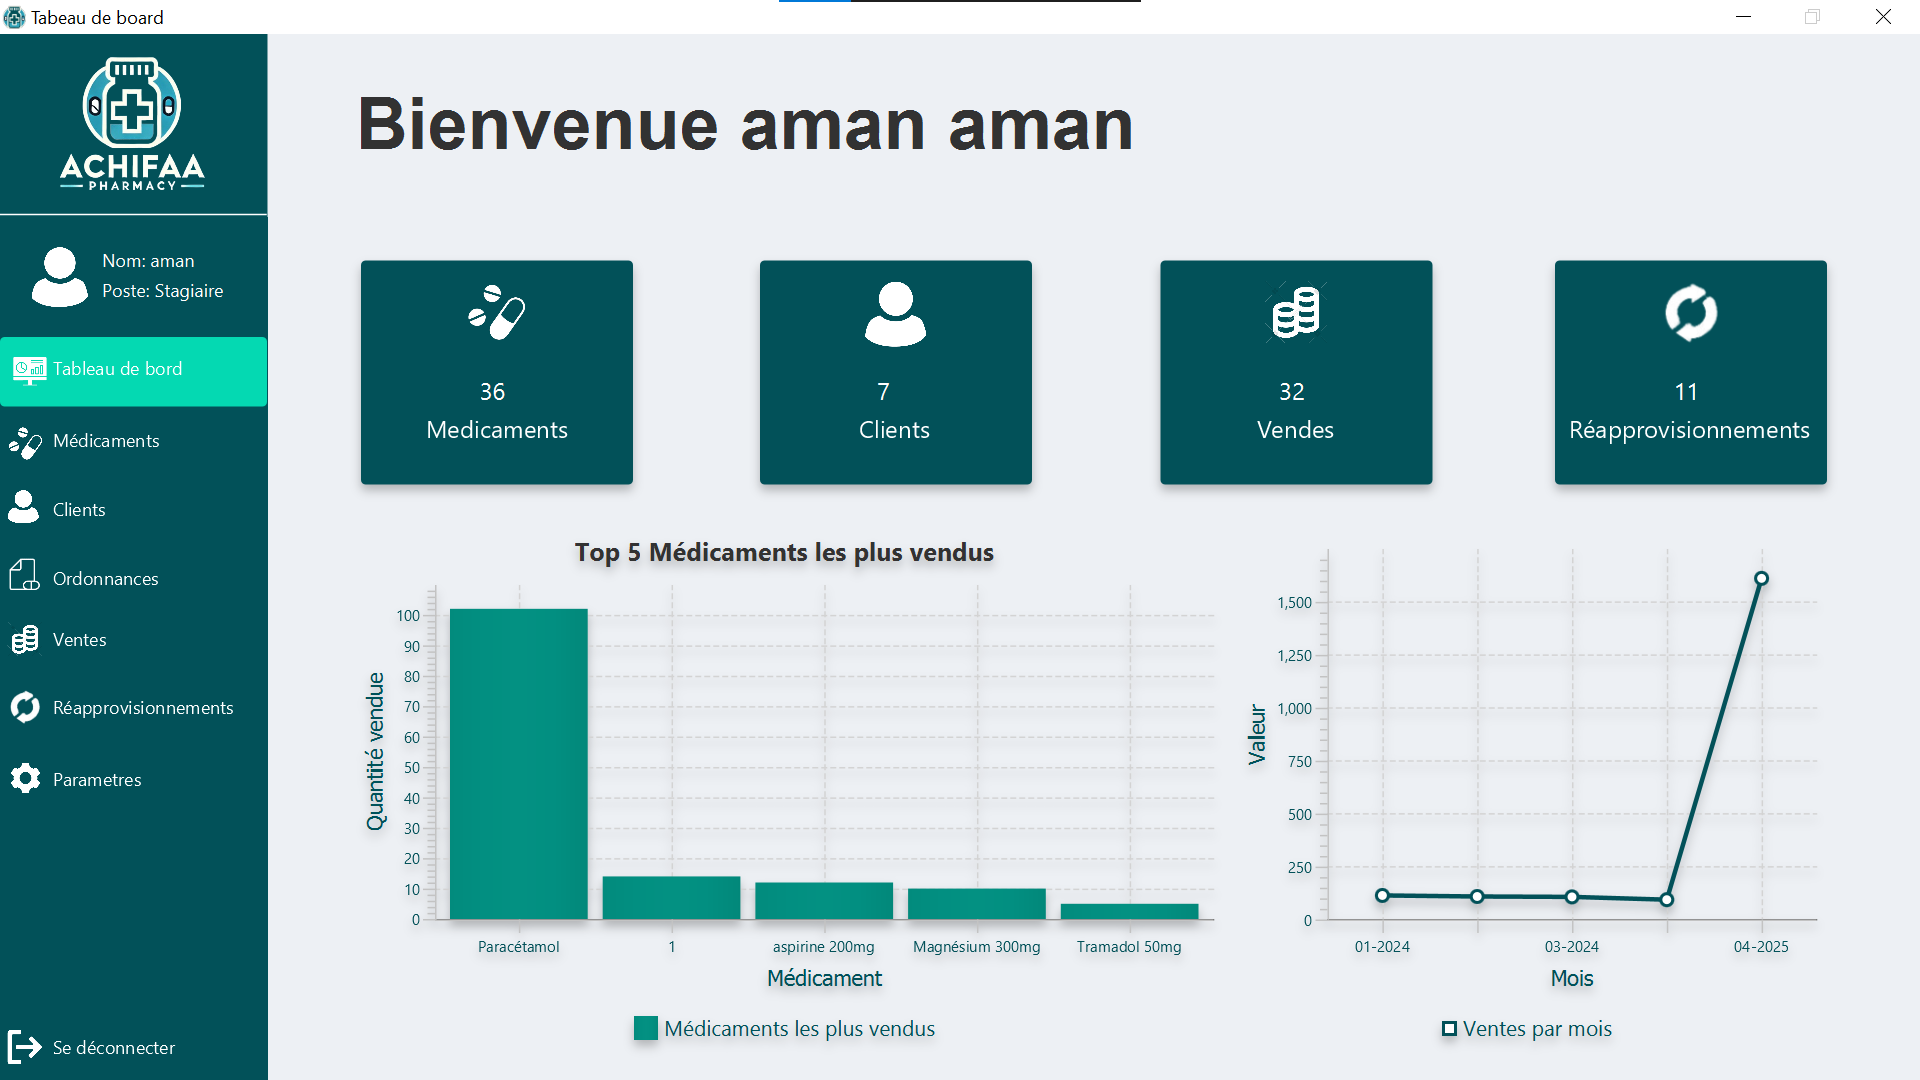 Tabeau de board
ACHIFAA
PHARMACY
Nom: aman
Poste: Stagiaire
Tableau de bord
Médicaments
Clients
Ordonnances
Ventes
Réapprovisionnements
Parametres
Se déconnecter
Bienvenue aman aman
36
Medicaments
7
Clients
32
Vendes
11
Réapprovisionnements
Top 5 Médicaments les plus vendus
Quantité vendue
100
90
80
70
60
50
40
30
20
10
0
Paracétamol
1
aspirine 200mg
Magnésium 300mg
Tramadol 50mg
Médicament
Médicaments les plus vendus
Valeur
1,500
1,250
1,000
750
500
250
0
01-2024
03-2024
04-2025
Mois
Ventes par mois